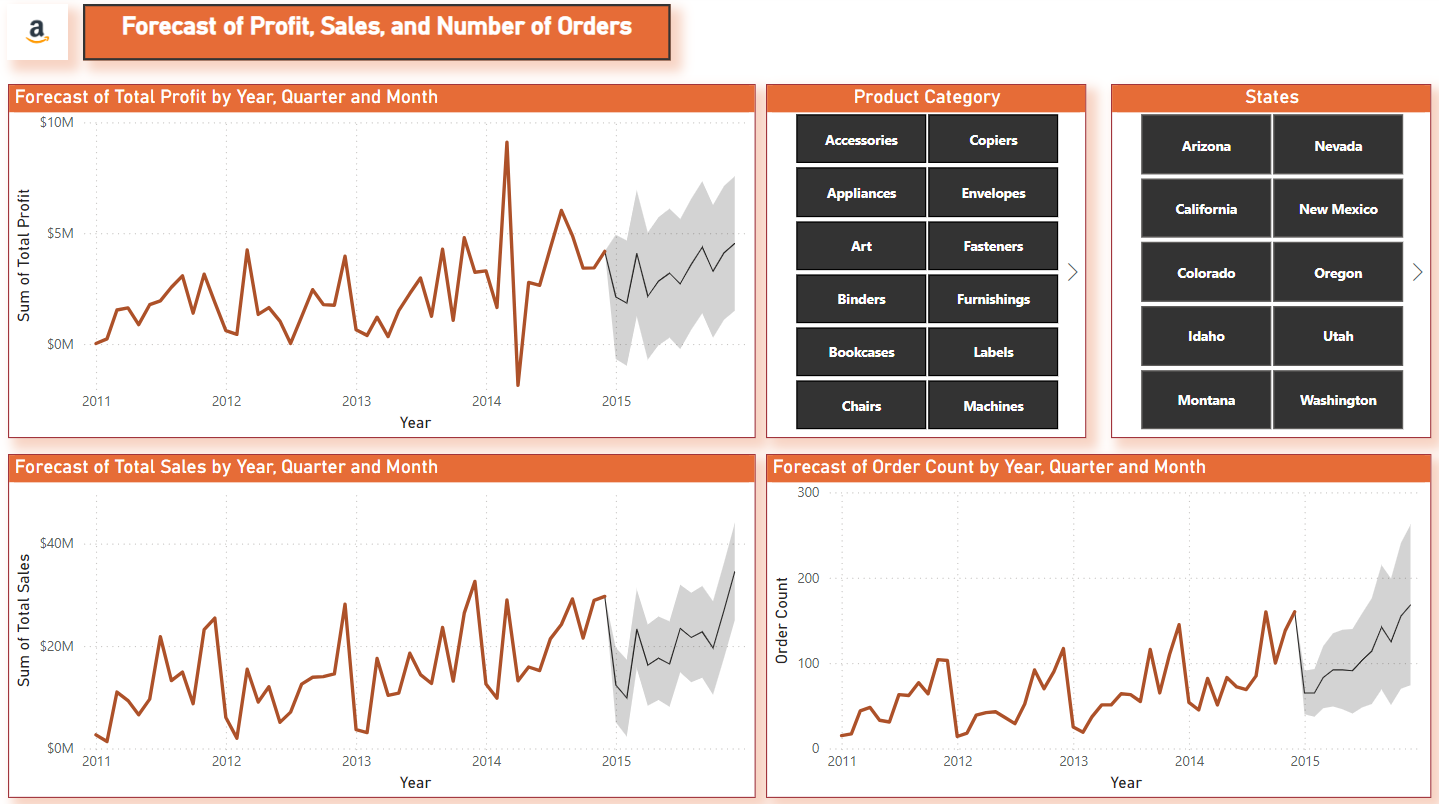 a
Forecast of Profit, Sales, and Number of Orders
Forecast of Total Profit by Year, Quarter and Month
$10M
$5M
$0M
Sum of Total Profit
2011 2012 2013 2014 2015
Year
Product Category
Accessories Copiers
Appliances Envelopes
Art Fasteners
Binders Furnishings
Bookcases Labels
Chairs Machines
States
Arizona Nevada
California New Mexico
Colorado Oregon
Idaho Utah
Montana Washington
Forecast of Total Sales by Year, Quarter and Month
$40M
$20M
$0M
Sum of Total Sales
2011 2012 2013 2014 2015
Year
Forecast of Order Count by Year, Quarter and Month
300
200
100
0
Order Count
2011 2012 2013 2014 2015
Year